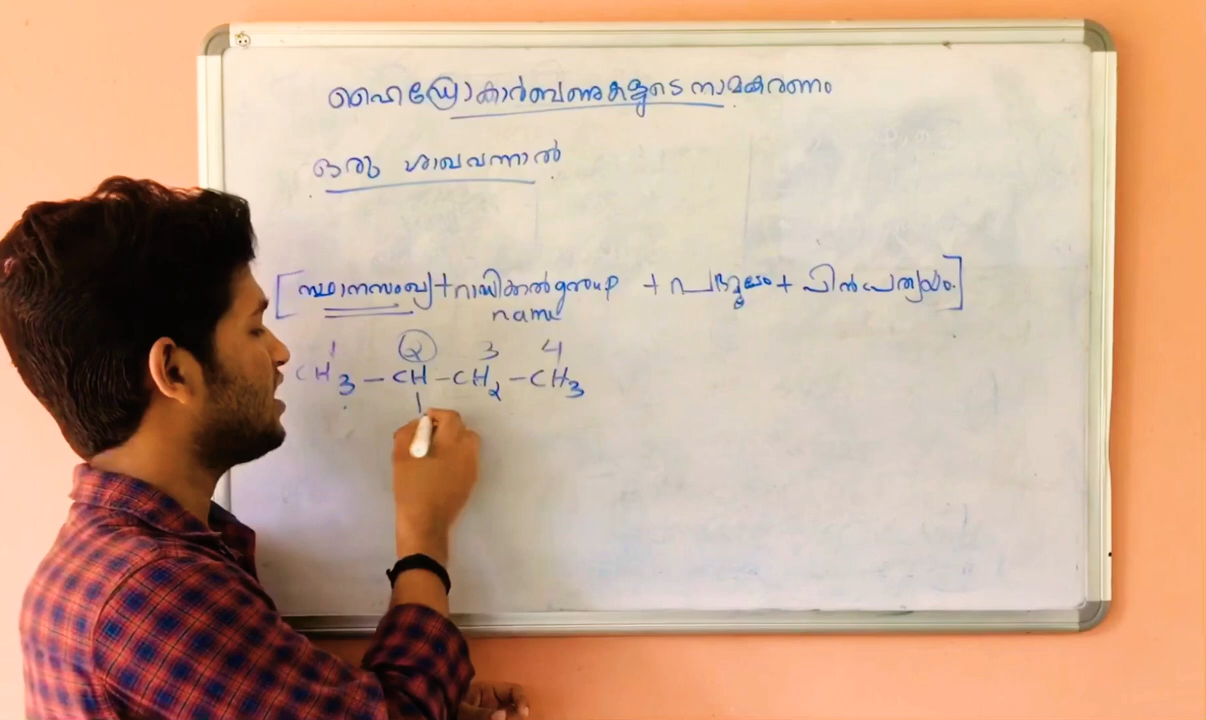 ഹൈഡ്രോകാർബണുകളുടെ നാമകരണം
ഒരു ശാഖവന്നാൽ
[സ്ഥാനസംഖ്യ+റാഡിക്കൽ group + പദമൂലം + പിൻപ്രത്യയം]
name
1 2 3 4
CH3 – CH – CH2 – CH3
|